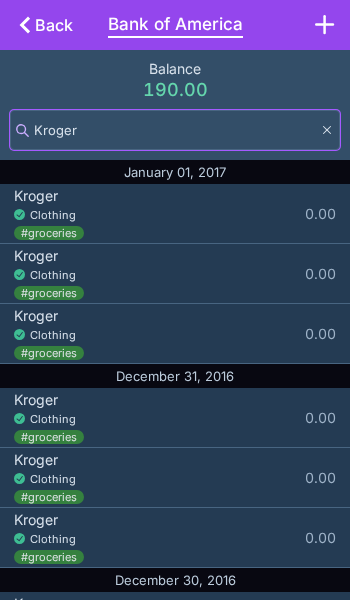 Back
Bank of America
Balance
190.00
Kroger
January 01, 2017
Kroger
Clothing
0.00
#groceries
Kroger
Clothing
0.00
#groceries
Kroger
Clothing
0.00
#groceries
December 31, 2016
Kroger
Clothing
0.00
#groceries
Kroger
Clothing
0.00
#groceries
Kroger
Clothing
0.00
#groceries
December 30, 2016